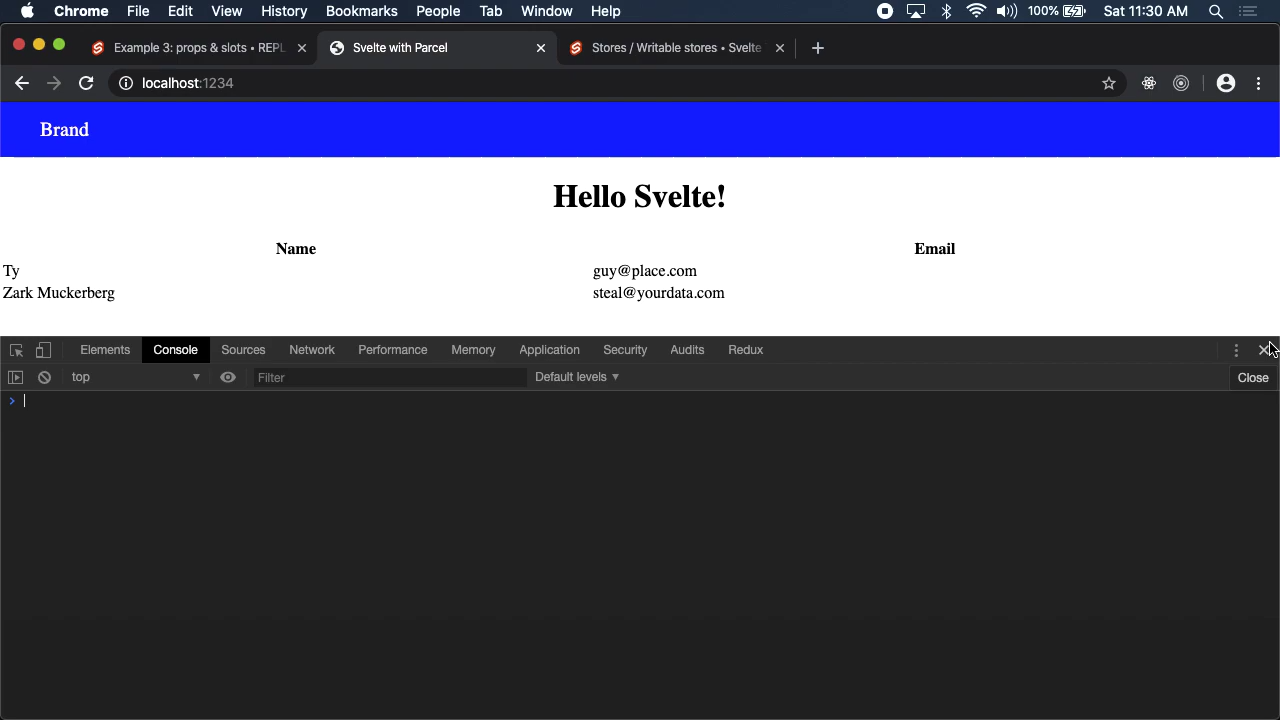 Chrome File Edit View History Bookmarks People Tab Window Help 100% Sat 11:30 AM
Example 3: props & slots • REPL Svelte with Parcel Stores / Writable stores • Svelte
localhost:1234
Brand
Hello Svelte!
Name Email
Ty guy@place.com
Zark Muckerberg steal@yourdata.com
Elements Console Sources Network Performance Memory Application Security Audits Redux
top Filter Default levels Close